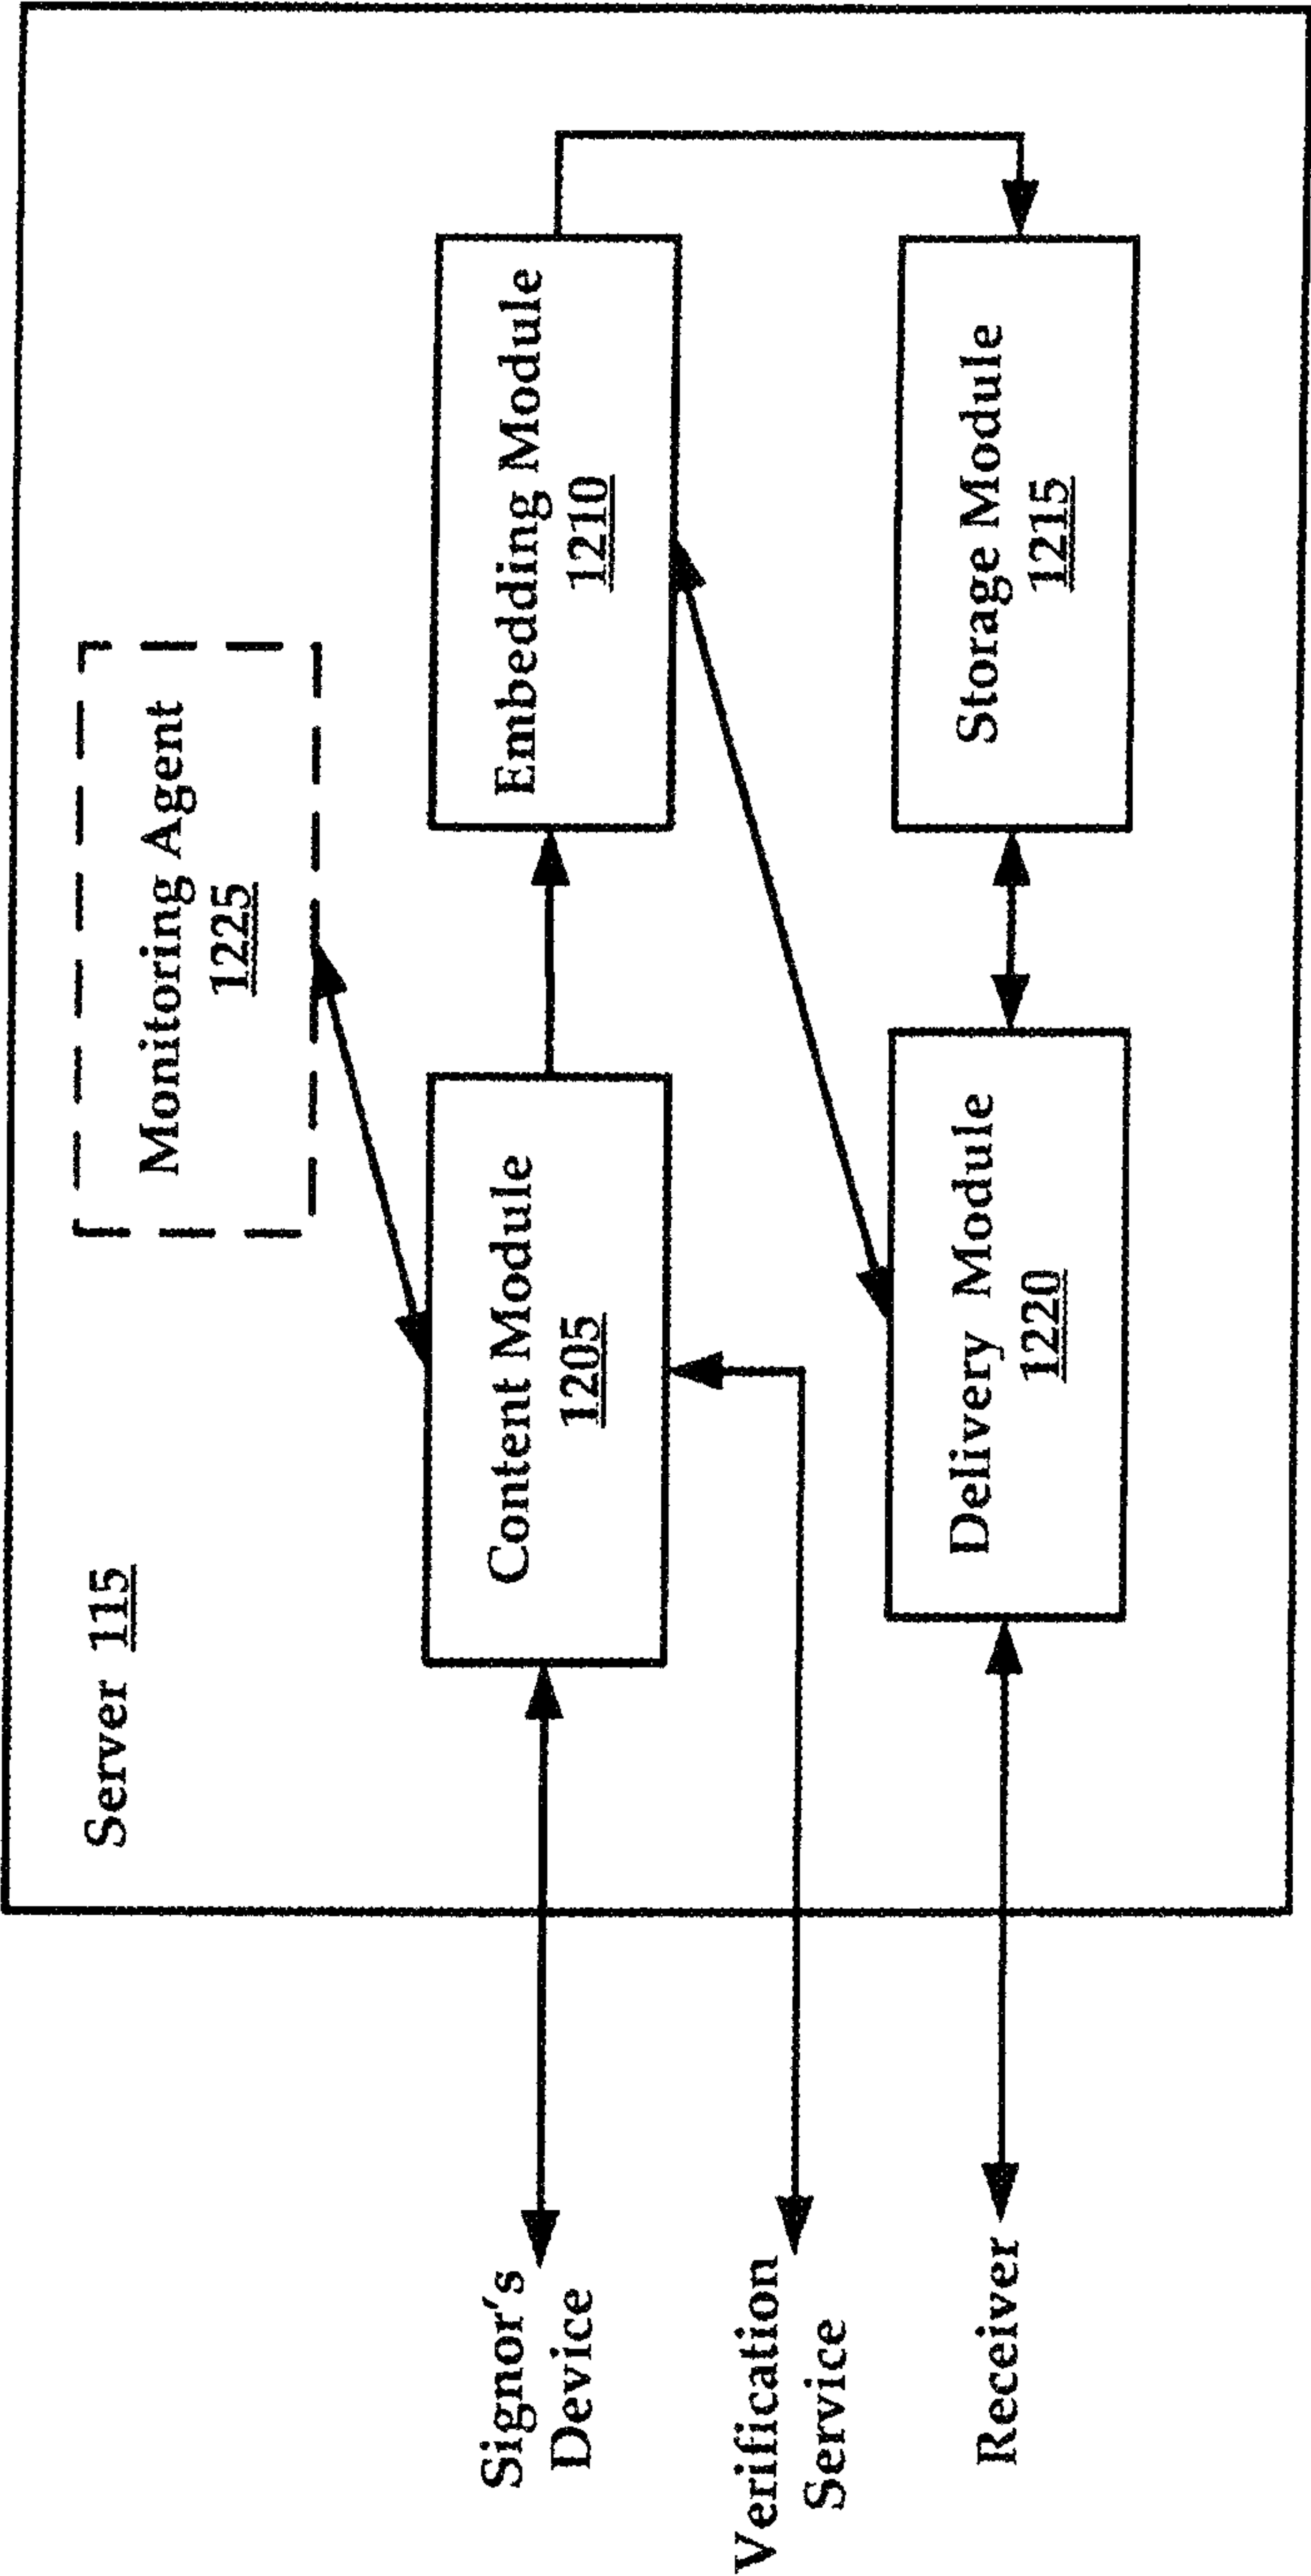 Server 115
Monitoring Agent
1225
Signor's
Device
Content Module
1205
Embedding Module
1210
Verification
Service
Receiver
Delivery Module
1220
Storage Module
1215